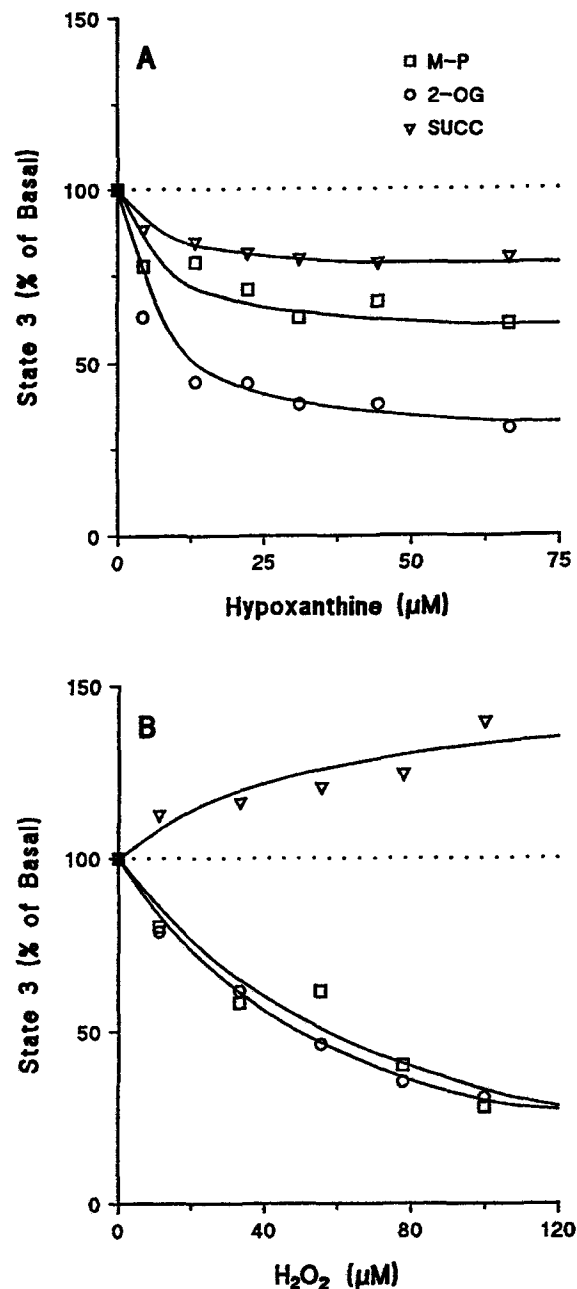 150
A
M-P
2-OG
SUCC
100
50
0
State 3 (% of Basal)
0 25 50 75
Hypoxanthine (μM)
150
B
100
50
0
State 3 (% of Basal)
0 40 80 120
H₂O₂ (μM)